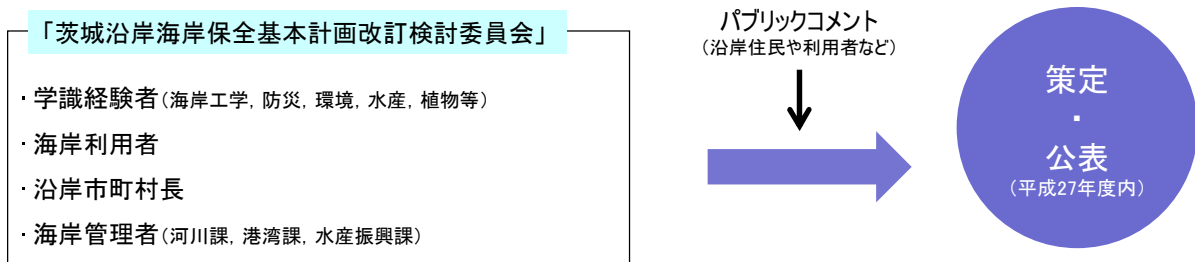 「茨城沿岸海岸保全基本計画改訂検討委員会」
・学識経験者(海岸工学, 防災, 環境, 水産, 植物等)
・海岸利用者
・沿岸市町村長
・海岸管理者(河川課, 港湾課, 水産振興課)
パブリックコメント
(沿岸住民や利用者など)
策定
・
公表
(平成27年度内)